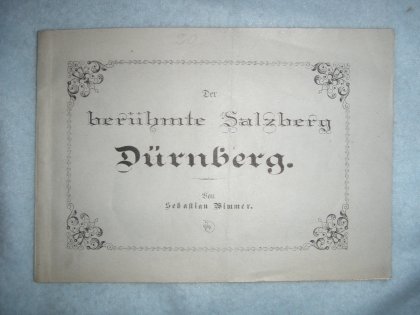 Der
berühmte Salzberg
Dürnberg.
Von
Sebastian Wimmer.